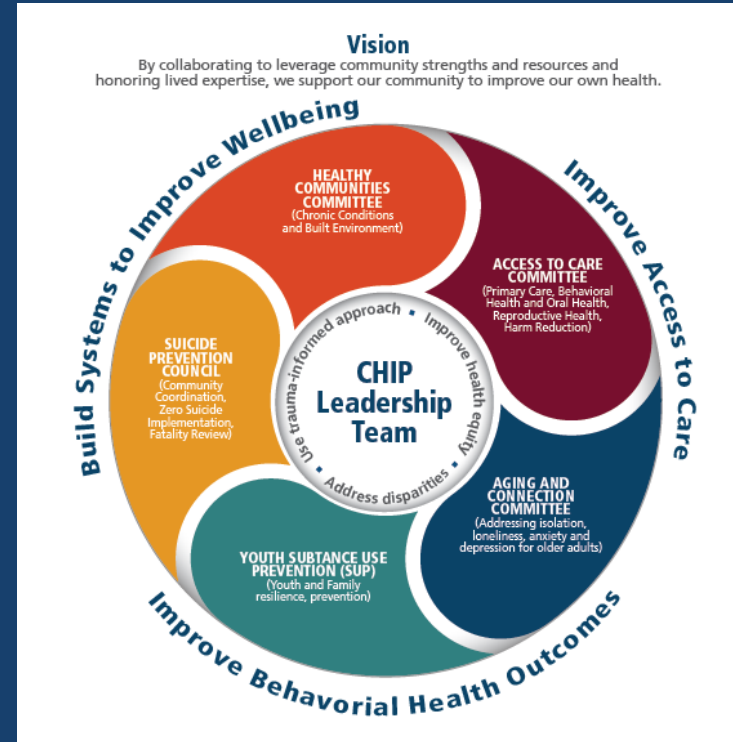 Vision
By collaborating to leverage community strengths and resources and
honoring lived expertise, we support our community to improve our own health.
Build Systems to Improve Wellbeing
Improve Access to Care
Improve Behavorial Health Outcomes
HEALTHY
COMMUNITIES
COMMITTEE
(Chronic Conditions
and Built Environment)
ACCESS TO CARE
COMMITTEE
(Primary Care, Behavioral
Health and Oral Health,
Reproductive Health,
Harm Reduction)
AGING AND
CONNECTION
COMMITTEE
(Addressing isolation,
loneliness, anxiety and
depression for older adults)
YOUTH SUBTANCE USE
PREVENTION (SUP)
(Youth and Family
resilience, prevention)
SUICIDE
PREVENTION
COUNCIL
(Community
Coordination,
Zero Suicide
Implementation,
Fatality Review)
Use trauma-informed approach • Improve health equity • Address disparities •
CHIP
Leadership
Team